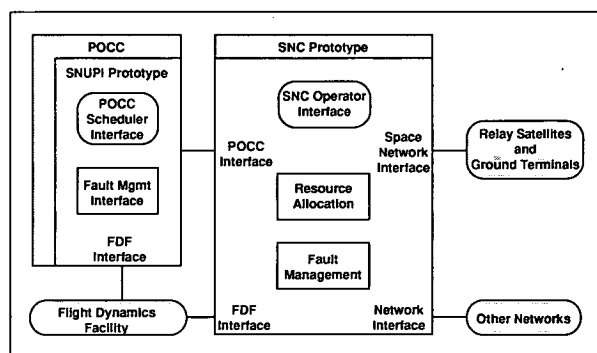 POCC
SNUPI Prototype
POCC
Scheduler
Interface
Fault Mgmt
Interface
FDF
Interface
Flight Dynamics
Facility
SNC Prototype
SNC Operator
Interface
POCC
Interface
Space
Network
Interface
Resource
Allocation
Fault
Management
FDF
Interface
Network
Interface
Relay Satellites
and
Ground Terminals
Other Networks